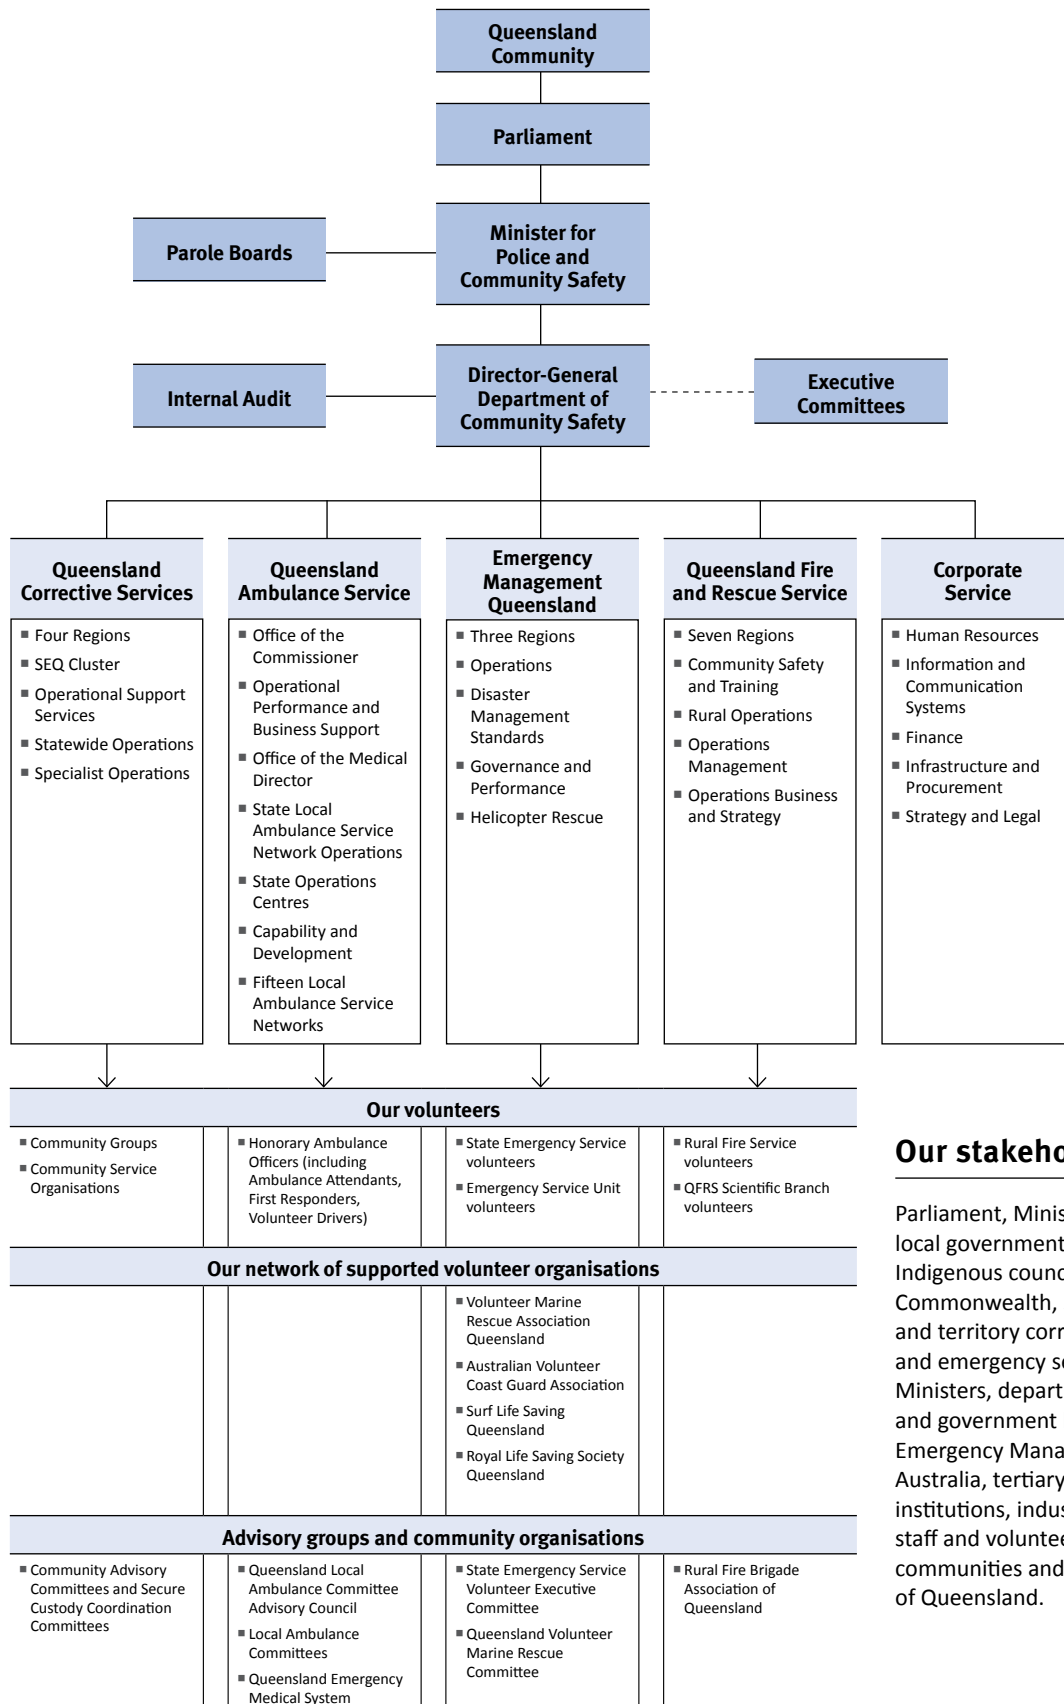 Queensland
Community
Parliament
Parole Boards
Minister for
Police and
Community Safety
Internal Audit
Director-General
Department of
Community Safety
Executive
Committees
Queensland
Corrective Services
■ Four Regions
■ SEQ Cluster
■ Operational Support
Services
■ Statewide Operations
■ Specialist Operations
Queensland
Ambulance Service
■ Office of the
Commissioner
■ Operational
Performance and
Business Support
■ Office of the Medical
Director
■ State Local
Ambulance Service
Network Operations
■ State Operations
Centres
■ Capability and
Development
■ Fifteen Local
Ambulance Service
Networks
Emergency
Management
Queensland
■ Three Regions
■ Operations
■ Disaster
Management
Standards
■ Governance and
Performance
■ Helicopter Rescue
Queensland Fire
and Rescue Service
■ Seven Regions
■ Community Safety
and Training
■ Rural Operations
■ Operations
Management
■ Operations Business
and Strategy
Corporate
Service
■ Human Resources
■ Information and
Communication
Systems
■ Finance
■ Infrastructure and
Procurement
■ Strategy and Legal
Our volunteers
■ Community Groups
■ Community Service
Organisations
■ Honorary Ambulance
Officers (including
Ambulance Attendants,
First Responders,
Volunteer Drivers)
■ State Emergency Service
volunteers
■ Emergency Service Unit
volunteers
■ Rural Fire Service
volunteers
■ QFRS Scientific Branch
volunteers
Our network of supported volunteer organisations
■ Volunteer Marine
Rescue Association
Queensland
■ Australian Volunteer
Coast Guard Association
■ Surf Life Saving
Queensland
■ Royal Life Saving Society
Queensland
Advisory groups and community organisations
■ Community Advisory
Committees and Secure
Custody Coordination
Committees
■ Queensland Local
Ambulance Committee
Advisory Council
■ Local Ambulance
Committees
■ Queensland Emergency
Medical System
■ State Emergency Service
Volunteer Executive
Committee
■ Queensland Volunteer
Marine Rescue
Committee
■ Rural Fire Brigade
Association of
Queensland
Our stakeho
Parliament, Minis
local government
Indigenous counc
Commonwealth,
and territory corr
and emergency se
Ministers, depart
and government
Emergency Mana
Australia, tertiary
institutions, indus
staff and voluntee
communities and
of Queensland.